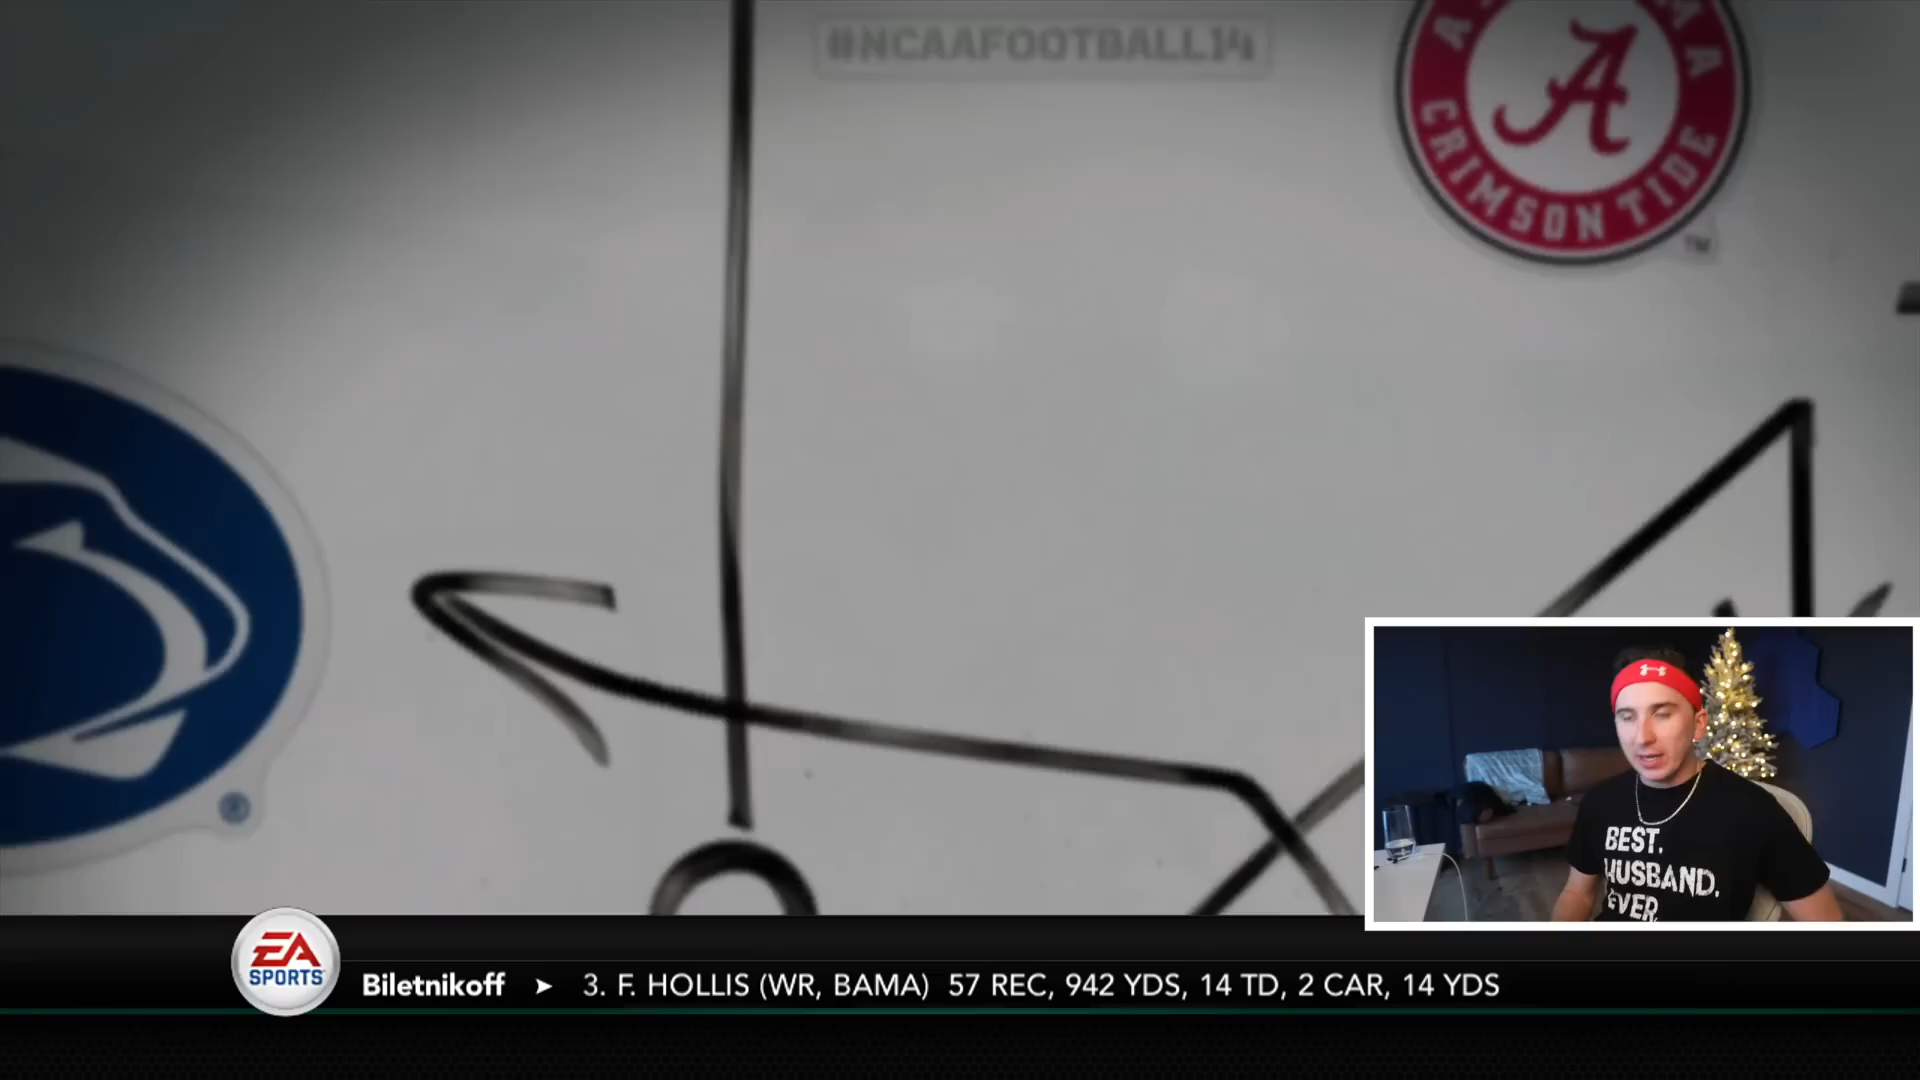 #NCAAFOOTBALL14
ALABAMA
A
CRIMSON TIDE
TM
®
BEST.
HUSBAND.
EVER
EA
SPORTS
Biletnikoff ➤ 3. F. HOLLIS (WR, BAMA) 57 REC, 942 YDS, 14 TD, 2 CAR, 14 YDS